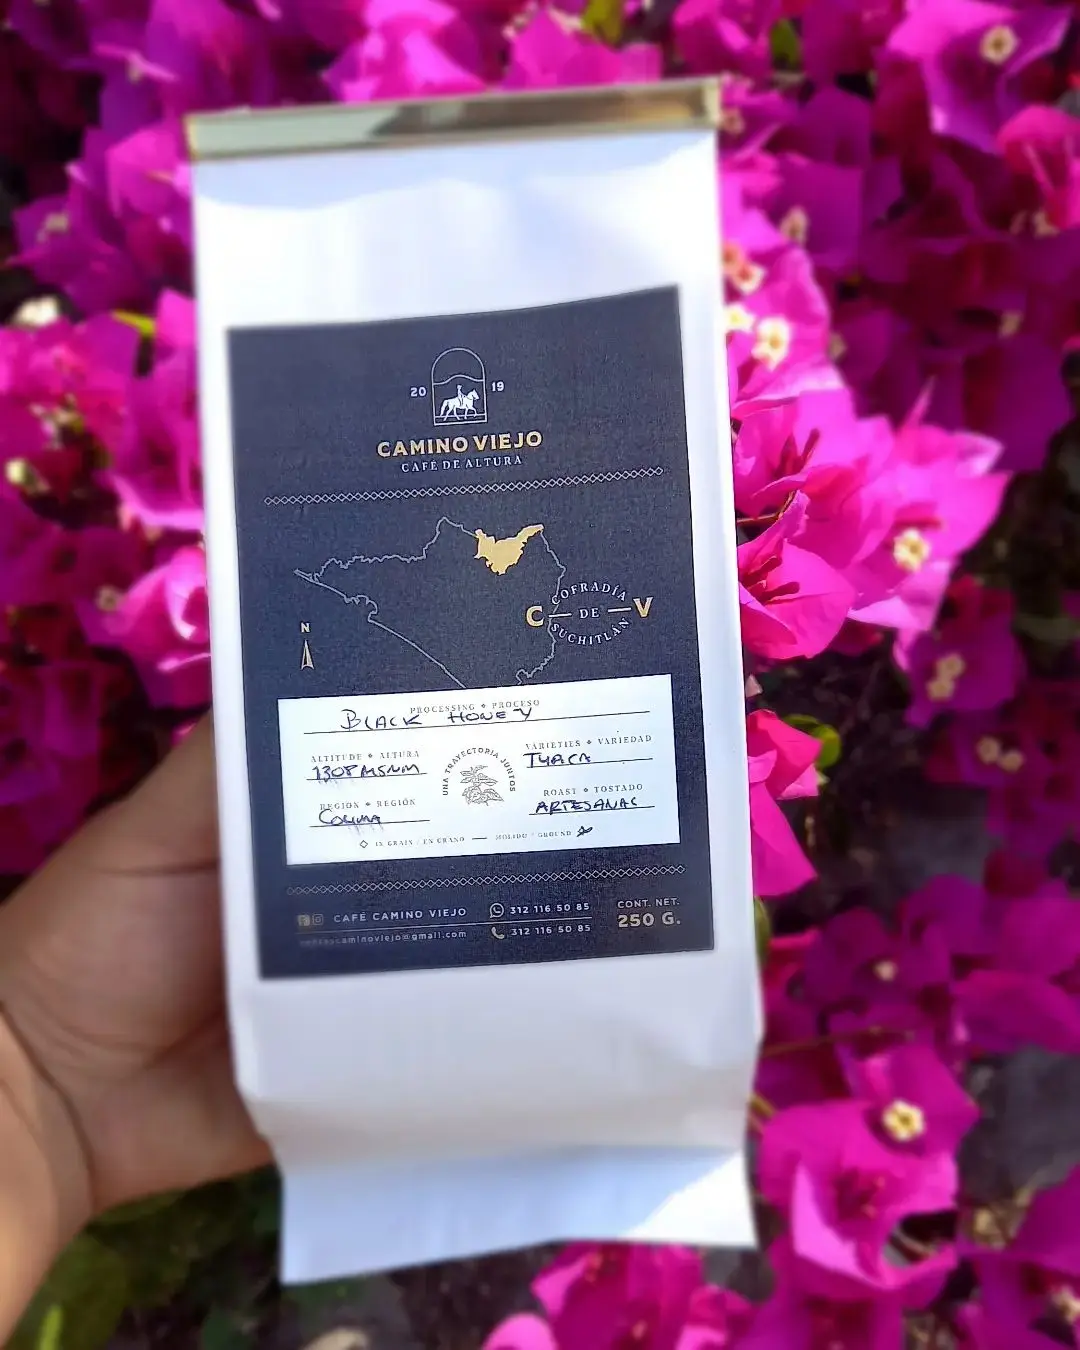 20 19
CAMINO VIEJO
CAFÉ DE ALTURA
N
COFRADÍA
C — DE — V
SUCHITLÁN
PROCESSING ◆ PROCESO
BLACK HONEY
ALTITUDE ◆ ALTURA
1308 MSNM
REGION ◆ REGIÓN
COLIMA
UNA TRAYECTORIA JUNTOS
VARIETIES ◆ VARIEDAD
ROAST ◆ TOSTADO
ARTESANAL
IN GRAIN / EN GRANO — MOLIDO / GROUND
CAFÉ CAMINO VIEJO
312 116 50 85
312 116 50 85
CONT. NET.
250 G.